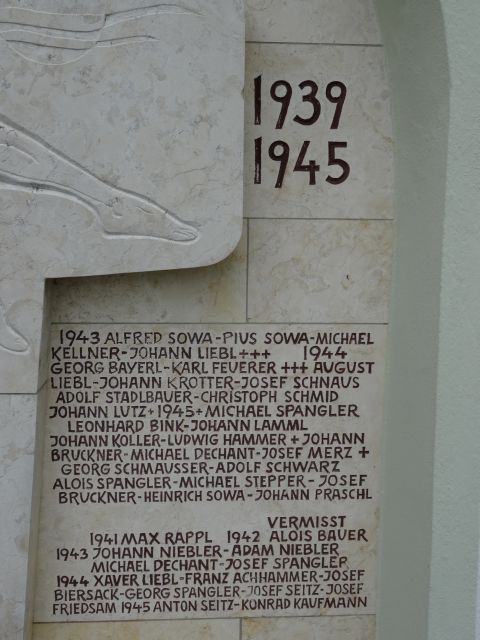 1939
1945
1943 ALFRED SOWA-PIUS SOWA-MICHAEL
KELLNER-JOHANN LIEBL+++ 1944
GEORG BAYERL-KARL FEUERER +++ AUGUST
LIEBL-JOHANN KROTTER-JOSEF SCHNAUS
ADOLF STADLBAUER-CHRISTOPH SCHMID
JOHANN LUTZ+1945+MICHAEL SPANGLER
LEONHARD BINK-JOHANN LAMML
JOHANN KOLLER-LUDWIG HAMMER+JOHANN
BRUCKNER-MICHAEL DECHANT-JOSEF MERZ+
GEORG SCHMAUSSER-ADOLF SCHWARZ
ALOIS SPANGLER-MICHAEL STEPPER-JOSEF
BRUCKNER-HEINRICH SOWA-JOHANN PRASCHL
VERMISST
1941 MAX RAPPL 1942 ALOIS BAUER
1943 JOHANN NIEBLER-ADAM NIEBLER
MICHAEL DECHANT-JOSEF SPANGLER
1944 XAVER LIEBL-FRANZ ACHHAMMER-JOSEF
BIERSACK-GEORG SPANGLER-JOSEF SEITZ-JOSEF
FRIEDSAM 1945 ANTON SEITZ-KONRAD KAUFMANN